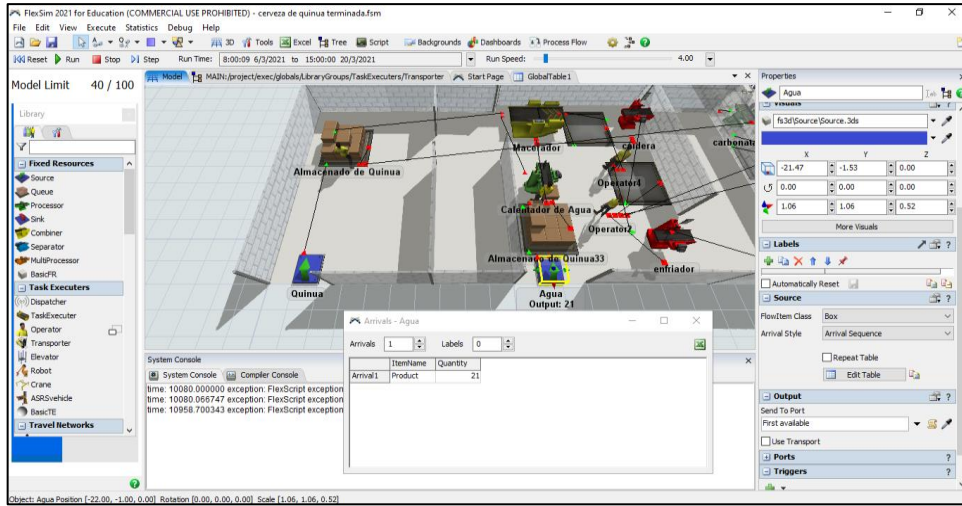 FlexSim 2021 for Education (COMMERCIAL USE PROHIBITED) - cerveza de quinua terminada.fsm
File Edit View Execute Statistics Debug Help
3D Tools Excel Tree Script Backgrounds Dashboards Process Flow
Reset Run Stop Step Run Time: 8:00:09 6/3/2021 to 15:00:00 20/3/2021 Run Speed: 4.00
Model MAIN:/project/exec/globals/LibraryGroups/TaskExecuters/Transporter Start Page GlobalTable1
Model Limit 40 / 100
Library
Fixed Resources
Source
Queue
Processor
Sink
Combiner
Separator
MultiProcessor
BasicFR
Task Executers
Dispatcher
TaskExecuter
Operator
Transporter
Elevator
Robot
Crane
ASRSvehicle
BasicTE
Travel Networks
Almacenado de Quinua
Macerador
caldera
Operator4
Calentador de Agua
Operator2
Almacenado de Quinua33
enfriador
Quinua
Agua
Output: 21
System Console
System Console Compiler Console
time: 10080.000000 exception: FlexScript exception
time: 10080.066747 exception: FlexScript exception
time: 10958.700343 exception: FlexScript exception
Arrivals - Agua
Arrivals 1 Labels 0
ItemName Quantity
Arrival1 Product 21
Properties
Agua
Visuals
fs3d\Source\Source.3ds
X Y Z
-21.47 -1.53 0.00
0.00 0.00 0.00
1.06 1.06 0.52
More Visuals
Labels
Automatically Reset
Source
FlowItem Class Box
Arrival Style Arrival Sequence
Repeat Table
Edit Table
Output
Send To Port
First available
Use Transport
Ports
Triggers
Object: Agua Position [-22.00, -1.00, 0.00] Rotation [0.00, 0.00, 0.00] Scale [1.06, 1.06, 0.52]